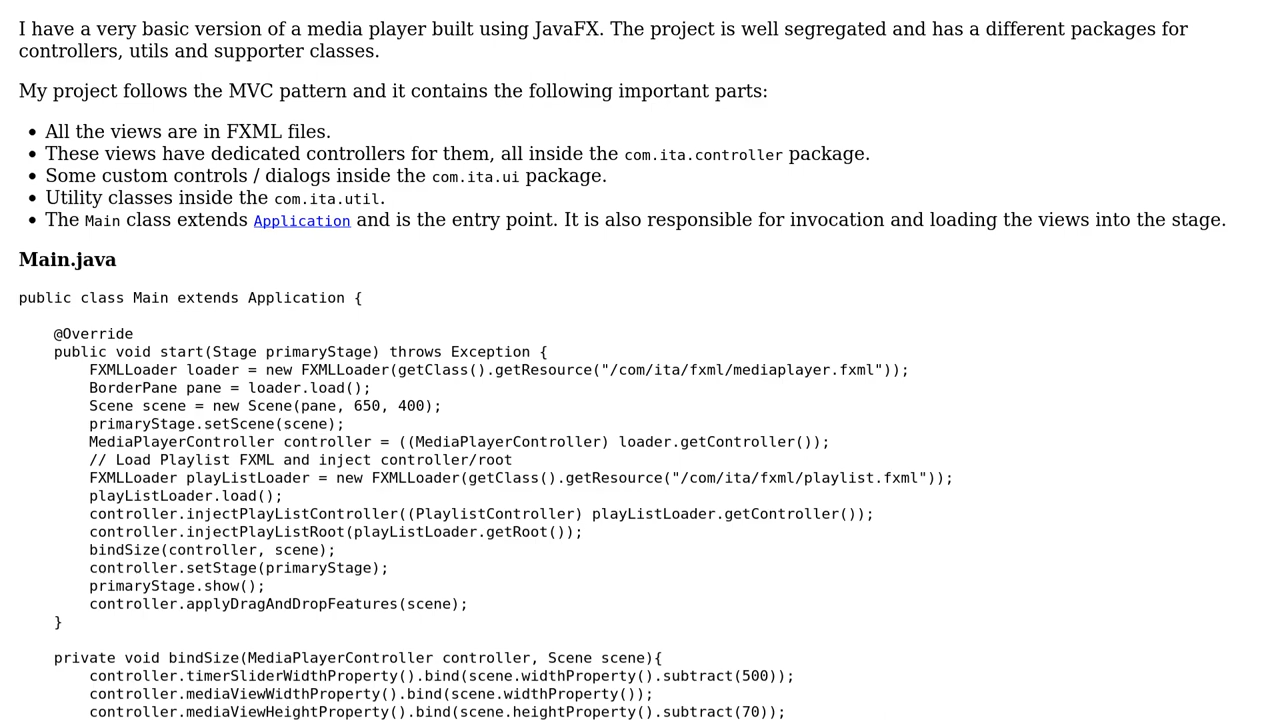 I have a very basic version of a media player built using JavaFX. The project is well segregated and has a different packages for
controllers, utils and supporter classes.
My project follows the MVC pattern and it contains the following important parts:
• All the views are in FXML files.
• These views have dedicated controllers for them, all inside the com.ita.controller package.
• Some custom controls / dialogs inside the com.ita.ui package.
• Utility classes inside the com.ita.util.
• The Main class extends Application and is the entry point. It is also responsible for invocation and loading the views into the stage.
Main.java
public class Main extends Application {
    @Override
    public void start(Stage primaryStage) throws Exception {
        FXMLLoader loader = new FXMLLoader(getClass().getResource("/com/ita/fxml/mediaplayer.fxml"));
        BorderPane pane = loader.load();
        Scene scene = new Scene(pane, 650, 400);
        primaryStage.setScene(scene);
        MediaPlayerController controller = ((MediaPlayerController) loader.getController());
        // Load Playlist FXML and inject controller/root
        FXMLLoader playListLoader = new FXMLLoader(getClass().getResource("/com/ita/fxml/playlist.fxml"));
        playListLoader.load();
        controller.injectPlayListController((PlaylistController) playListLoader.getController());
        controller.injectPlayListRoot(playListLoader.getRoot());
        bindSize(controller, scene);
        controller.setStage(primaryStage);
        primaryStage.show();
        controller.applyDragAndDropFeatures(scene);
    }
    private void bindSize(MediaPlayerController controller, Scene scene){
        controller.timerSliderWidthProperty().bind(scene.widthProperty().subtract(500));
        controller.mediaViewWidthProperty().bind(scene.widthProperty());
        controller.mediaViewHeightProperty().bind(scene.heightProperty().subtract(70));